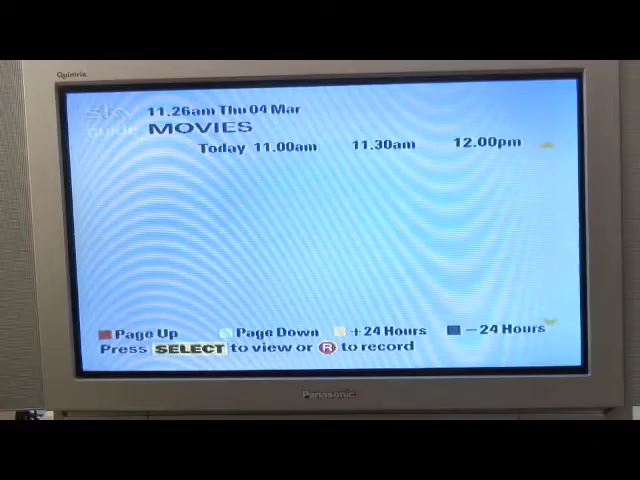 Quintrix
sky 11.26am Thu 04 Mar
guide MOVIES
Today 11.00am 11.30am 12.00pm
Page Up Page Down +24 Hours -24 Hours
Press SELECT to view or R to record
Panasonic